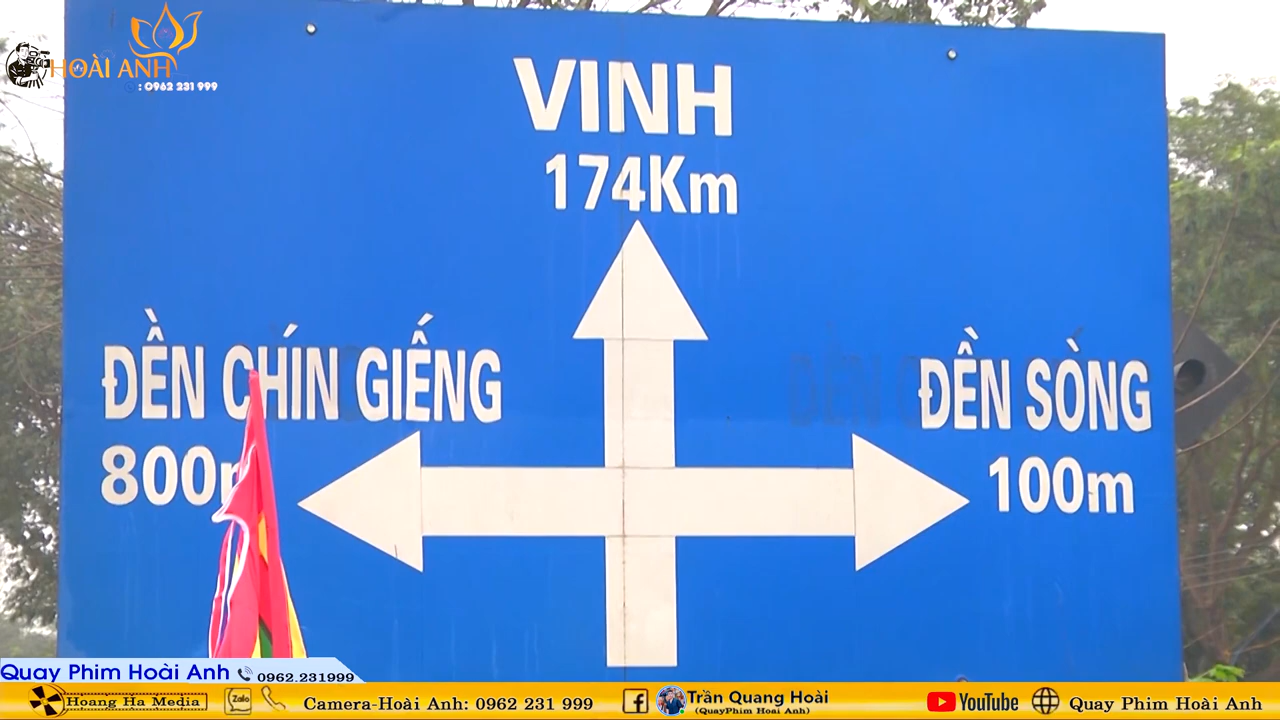 HOÀI ANH
: 0962 231 999
VINH
174Km
ĐỀN CHÍN GIẾNG
800m
ĐỀN SÒNG
100m
Quay Phim Hoài Anh 0962.231999
Hoang Ha Media
Zalo
Camera-Hoài Anh: 0962 231 999
Trần Quang Hoài
(QuayPhim Hoai Anh)
YouTube
Quay Phim Hoài Anh